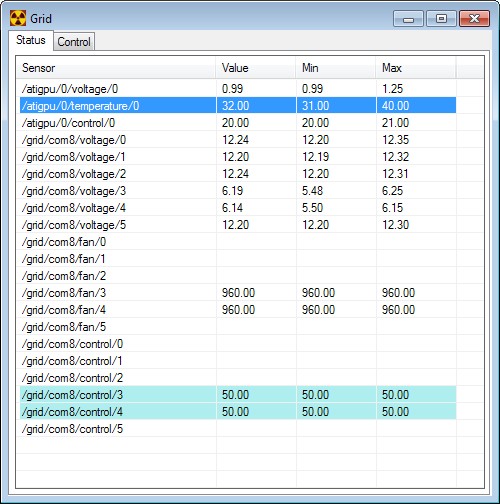 Grid
Status Control
Sensor Value Min Max
/atigpu/0/voltage/0 0.99 0.99 1.25
/atigpu/0/temperature/0 32.00 31.00 40.00
/atigpu/0/control/0 20.00 20.00 21.00
/grid/com8/voltage/0 12.24 12.20 12.35
/grid/com8/voltage/1 12.20 12.19 12.32
/grid/com8/voltage/2 12.24 12.20 12.31
/grid/com8/voltage/3 6.19 5.48 6.25
/grid/com8/voltage/4 6.14 5.50 6.15
/grid/com8/voltage/5 12.20 12.20 12.30
/grid/com8/fan/0
/grid/com8/fan/1
/grid/com8/fan/2
/grid/com8/fan/3 960.00 960.00 960.00
/grid/com8/fan/4 960.00 960.00 960.00
/grid/com8/fan/5
/grid/com8/control/0
/grid/com8/control/1
/grid/com8/control/2
/grid/com8/control/3 50.00 50.00 50.00
/grid/com8/control/4 50.00 50.00 50.00
/grid/com8/control/5